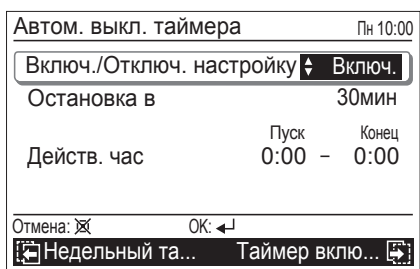 Автом. выкл. таймера Пн 10:00
Включ./Отключ. настройку Включ.
Остановка в 30мин
Пуск Конец
Действ. час 0:00 – 0:00
Отмена: OK:
Недельный та... Таймер вклю...